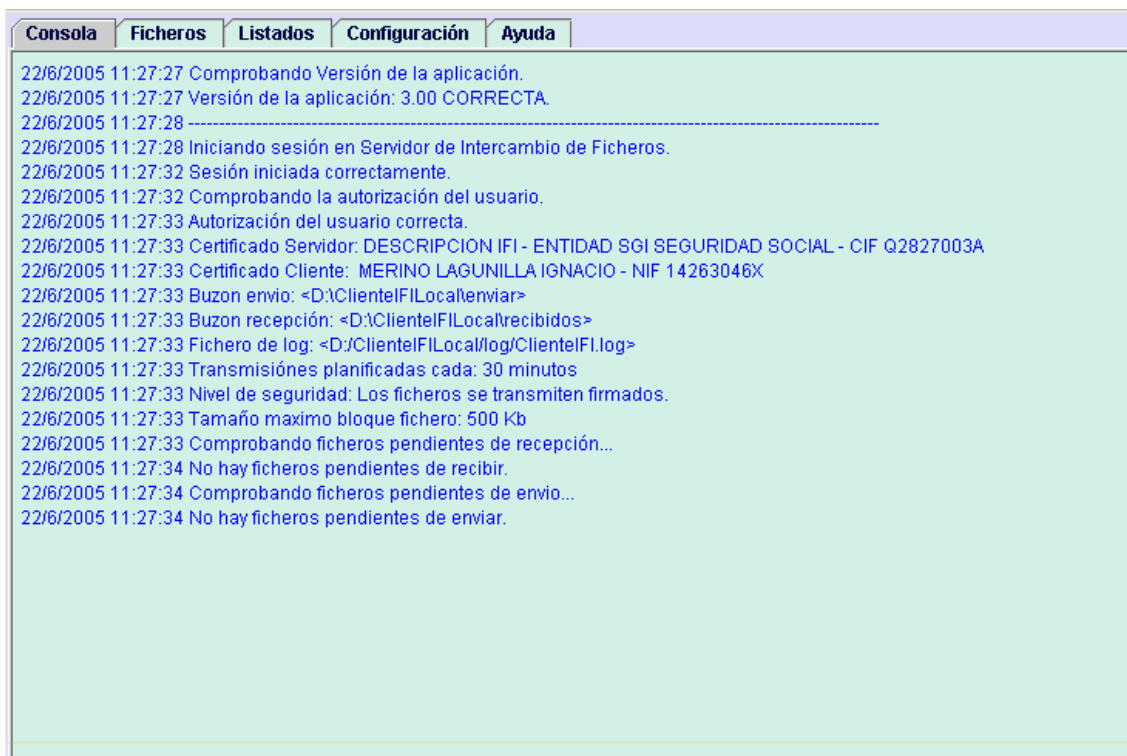 Consola Ficheros Listados Configuración Ayuda
22/6/2005 11:27:27 Comprobando Versión de la aplicación.
22/6/2005 11:27:27 Versión de la aplicación: 3.00 CORRECTA.
22/6/2005 11:27:28 ------------------------------------------------------------------------------------------------------------------
22/6/2005 11:27:28 Iniciando sesión en Servidor de Intercambio de Ficheros.
22/6/2005 11:27:32 Sesión iniciada correctamente.
22/6/2005 11:27:32 Comprobando la autorización del usuario.
22/6/2005 11:27:33 Autorización del usuario correcta.
22/6/2005 11:27:33 Certificado Servidor: DESCRIPCION IFI - ENTIDAD SGI SEGURIDAD SOCIAL - CIF Q2827003A
22/6/2005 11:27:33 Certificado Cliente: MERINO LAGUNILLA IGNACIO - NIF 14263046X
22/6/2005 11:27:33 Buzon envio: <D:\ClienteIFILocal\enviar>
22/6/2005 11:27:33 Buzon recepción: <D:\ClienteIFILocal\recibidos>
22/6/2005 11:27:33 Fichero de log: <D:/ClienteIFILocal/log/ClienteIFI.log>
22/6/2005 11:27:33 Transmisiónes planificadas cada: 30 minutos
22/6/2005 11:27:33 Nivel de seguridad: Los ficheros se transmiten firmados.
22/6/2005 11:27:33 Tamaño maximo bloque fichero: 500 Kb
22/6/2005 11:27:33 Comprobando ficheros pendientes de recepción...
22/6/2005 11:27:34 No hay ficheros pendientes de recibir.
22/6/2005 11:27:34 Comprobando ficheros pendientes de envio...
22/6/2005 11:27:34 No hay ficheros pendientes de enviar.